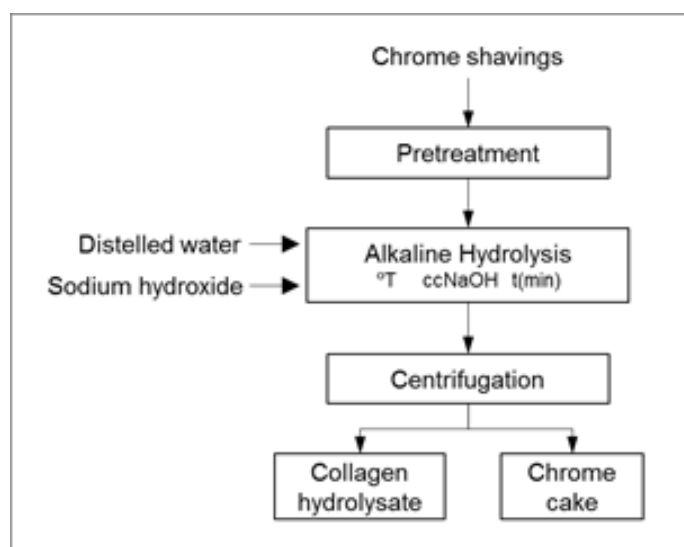 Chrome shavings
Pretreatment
Distelled water
Sodium hydroxide
Alkaline Hydrolysis
ºT ccNaOH t(min)
Centrifugation
Collagen
hydrolysate
Chrome
cake